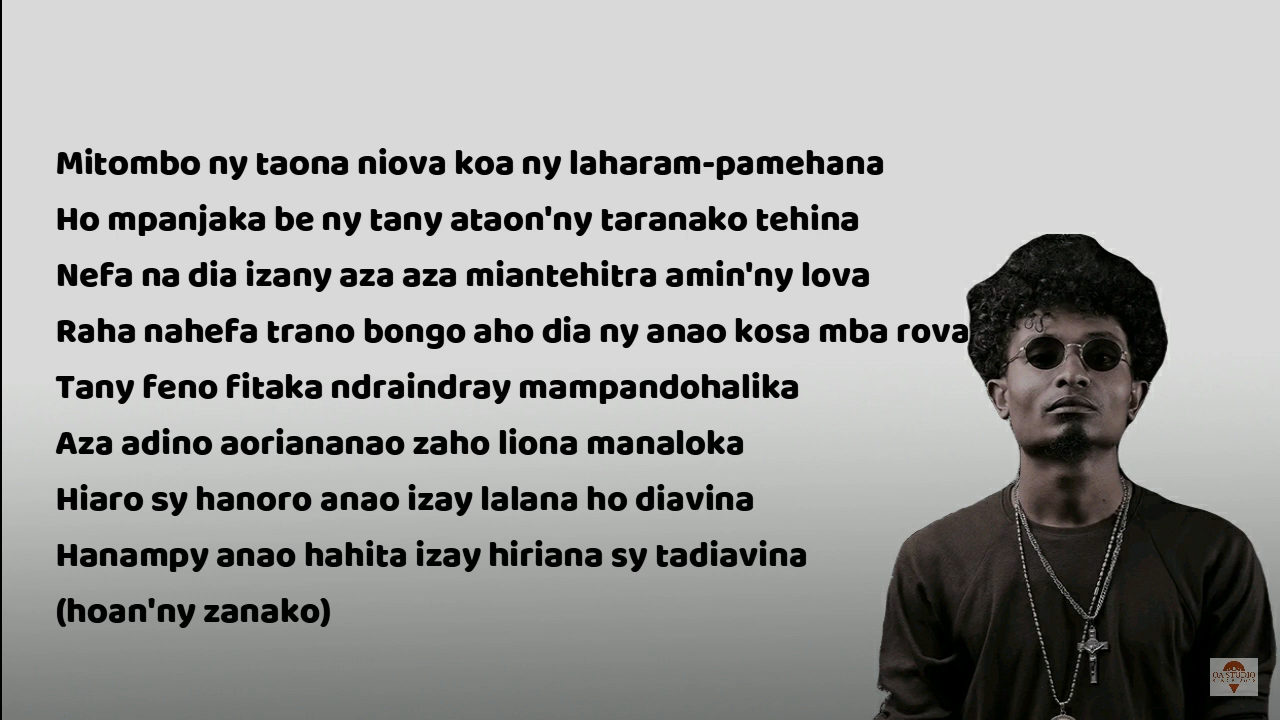 Mitombo ny taona niova koa ny laharam-pamehana
Ho mpanjaka be ny tany ataon'ny taranako tehina
Nefa na dia izany aza aza miantehitra amin'ny lova
Raha nahefa trano bongo aho dia ny anao kosa mba rova
Tany feno fitaka ndraindray mampandohalika
Aza adino aoriananao zaho liona manaloka
Hiaro sy hanoro anao izay lalana ho diavina
Hanampy anao hahita izay hiriana sy tadiavina
(hoan'ny zanako)
OA STUDIO